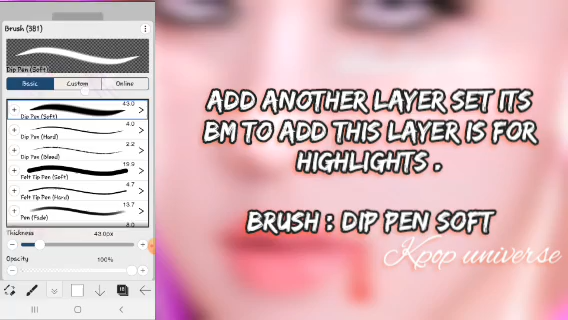 Brush (381)
Dip Pen (Soft)
Basic
Custom
Online
43.0
Dip Pen (Soft)
4.0
Dip Pen (Hard)
2.2
Dip Pen (Bleed)
19.9
Felt Tip Pen (Soft)
4.7
Felt Tip Pen (Hard)
13.7
Pen (Fade)
Thickness
43.0px
Opacity
100%
ADD ANOTHER LAYER SET ITS
BM TO ADD THIS LAYER IS FOR
HIGHLIGHTS .
BRUSH : DIP PEN SOFT
Kpop universe